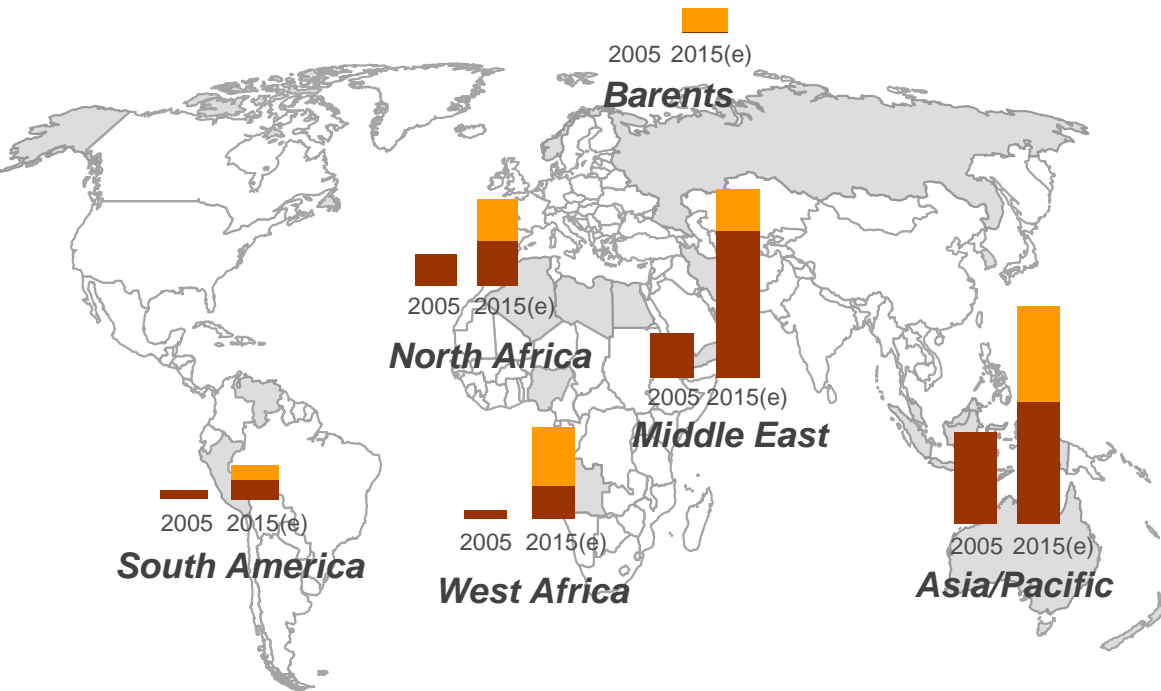 2005 2015(e)
Barents
2005 2015(e)
North Africa
2005 2015(e)
Middle East
2005 2015(e)
South America
2005 2015(e)
West Africa
2005 2015(e)
Asia/Pacific